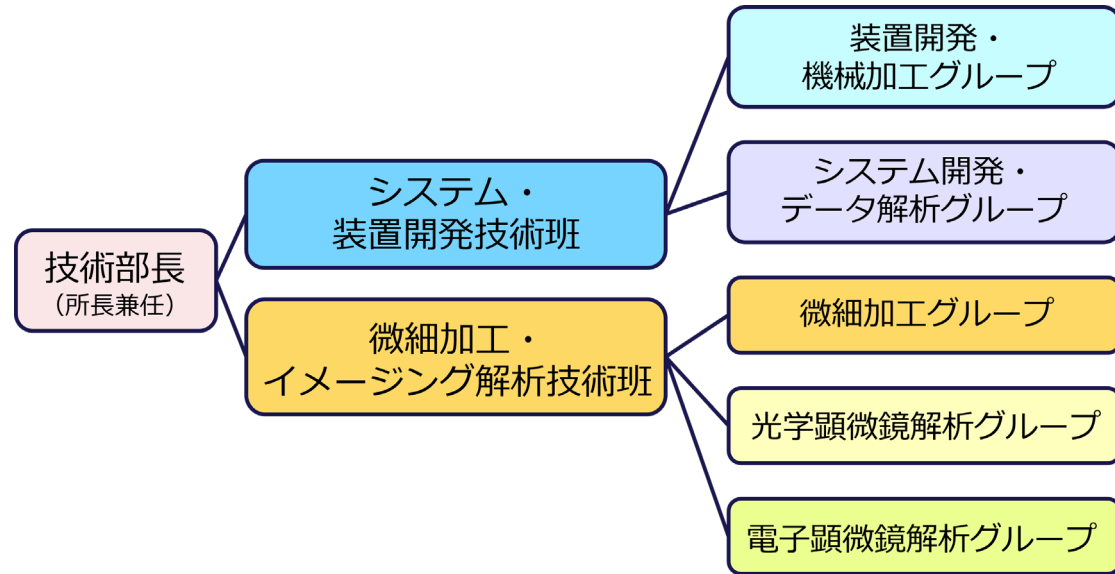 技術部長
（所長兼任）
システム・
装置開発技術班
微細加工・
イメージング解析技術班
装置開発・
機械加工グループ
システム開発・
データ解析グループ
微細加工グループ
光学顕微鏡解析グループ
電子顕微鏡解析グループ